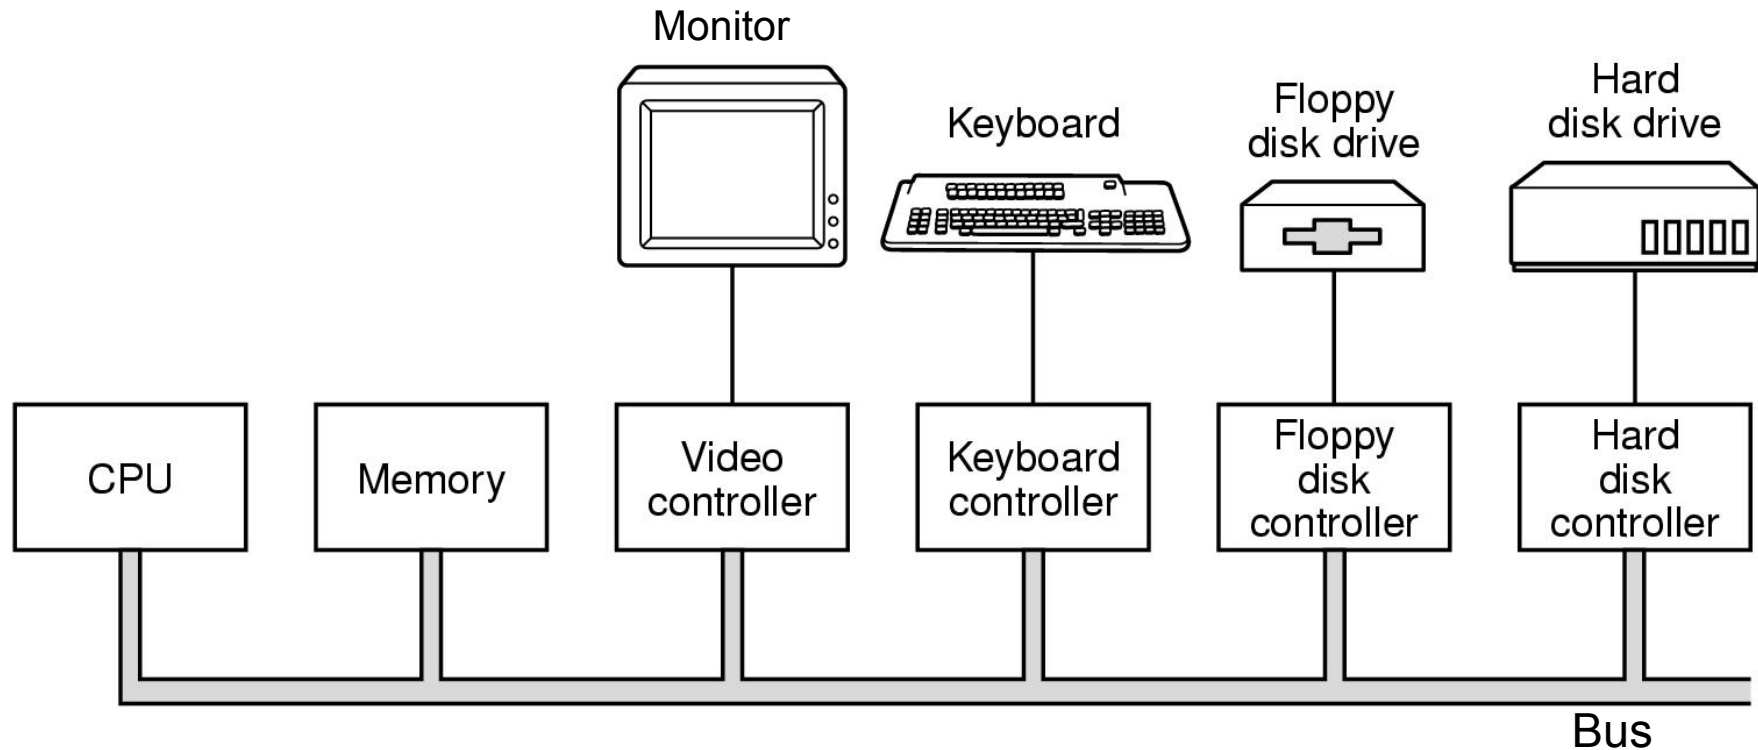 Monitor
Keyboard
Floppy
disk drive
Hard
disk drive
CPU
Memory
Video
controller
Keyboard
controller
Floppy
disk
controller
Hard
disk
controller
Bus